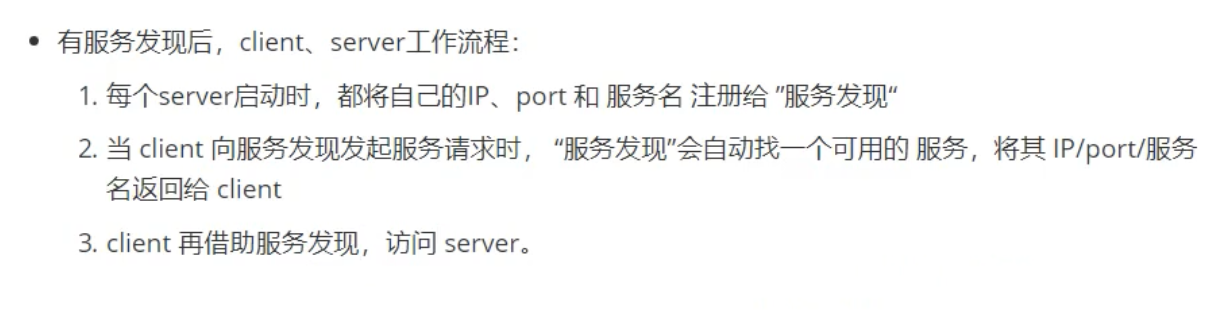 • 有服务发现后，client、server工作流程：
1. 每个server启动时，都将自己的IP、port 和 服务名 注册给 ”服务发现“
2. 当 client 向服务发现发起服务请求时， “服务发现”会自动找一个可用的 服务，将其 IP/port/服务
名返回给 client
3. client 再借助服务发现，访问 server。